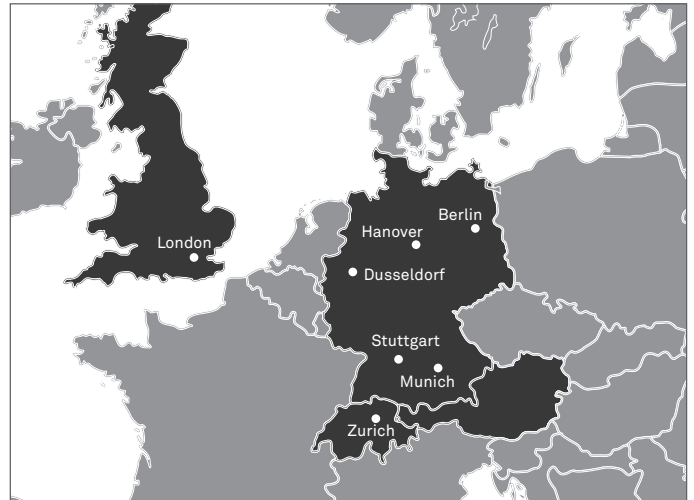 Berlin
Hanover
London
Dusseldorf
Stuttgart
Munich
Zurich